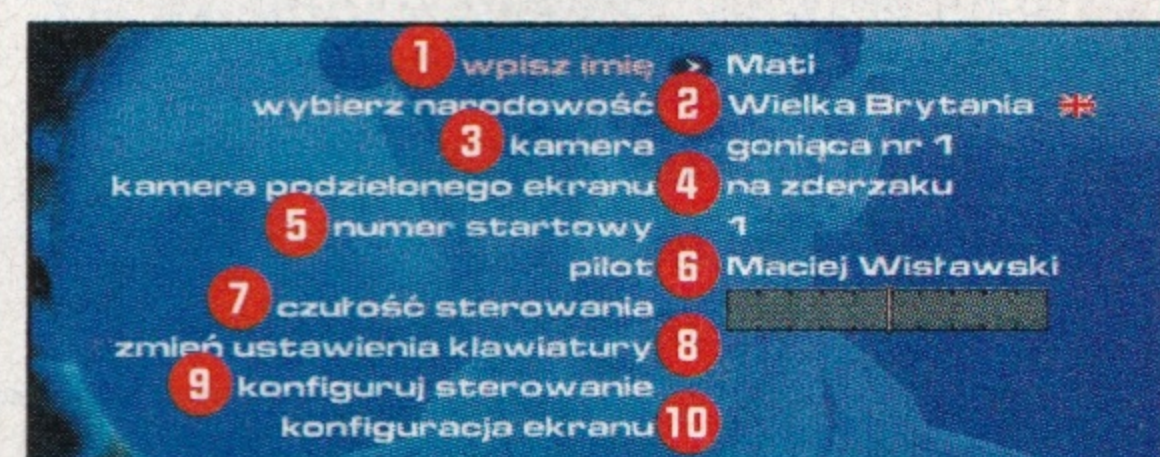 1 wpisz imię > Mati
wybierz narodowość 2 Wielka Brytania
3 kamera goniąca nr 1
kamera podzielonego ekranu 4 na zderzaku
5 numer startowy 1
pilot 6 Maciej Wisławski
7 czułość sterowania
zmień ustawienia klawiatury 8
9 konfiguruj sterowanie
konfiguracja ekranu 10